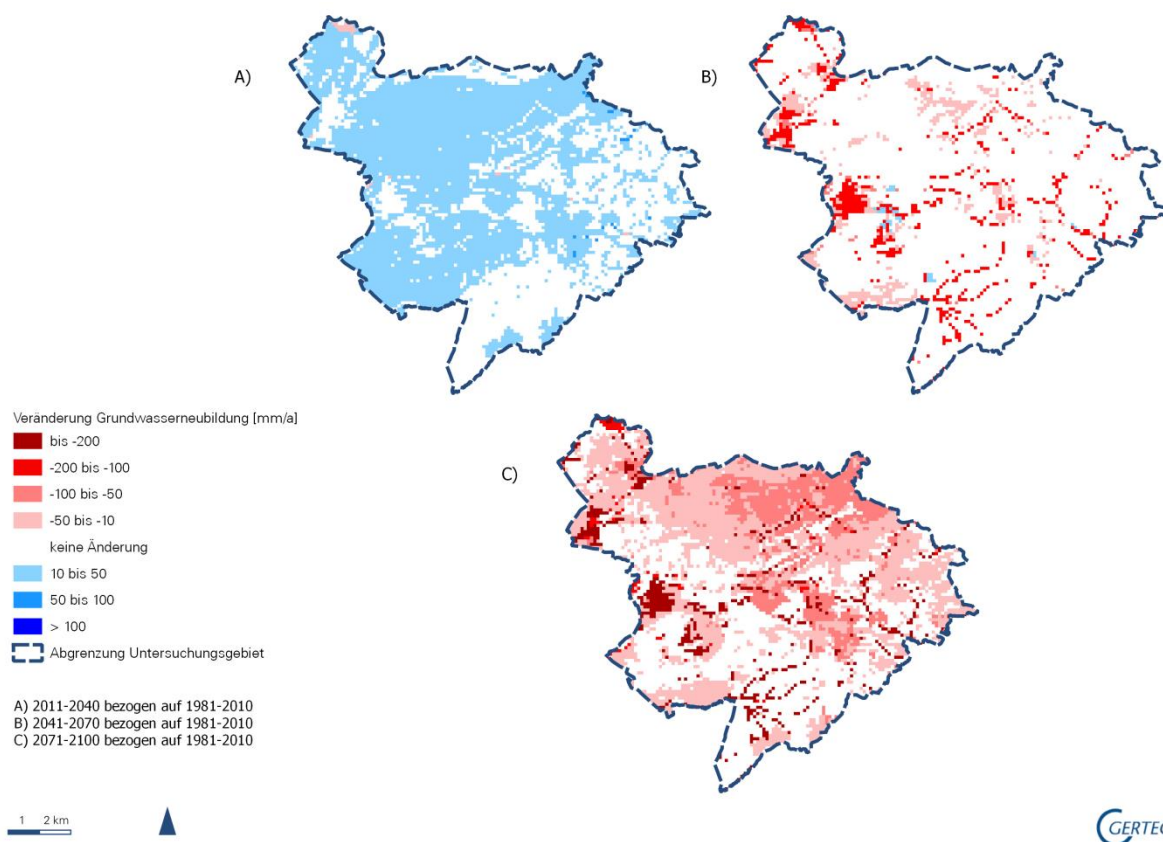 A)
B)
C)
Veränderung Grundwasserneubildung [mm/a]
bis -200
-200 bis -100
-100 bis -50
-50 bis -10
keine Änderung
10 bis 50
50 bis 100
> 100
Abgrenzung Untersuchungsgebiet
A) 2011-2040 bezogen auf 1981-2010
B) 2041-2070 bezogen auf 1981-2010
C) 2071-2100 bezogen auf 1981-2010
1 2 km
GERTEC